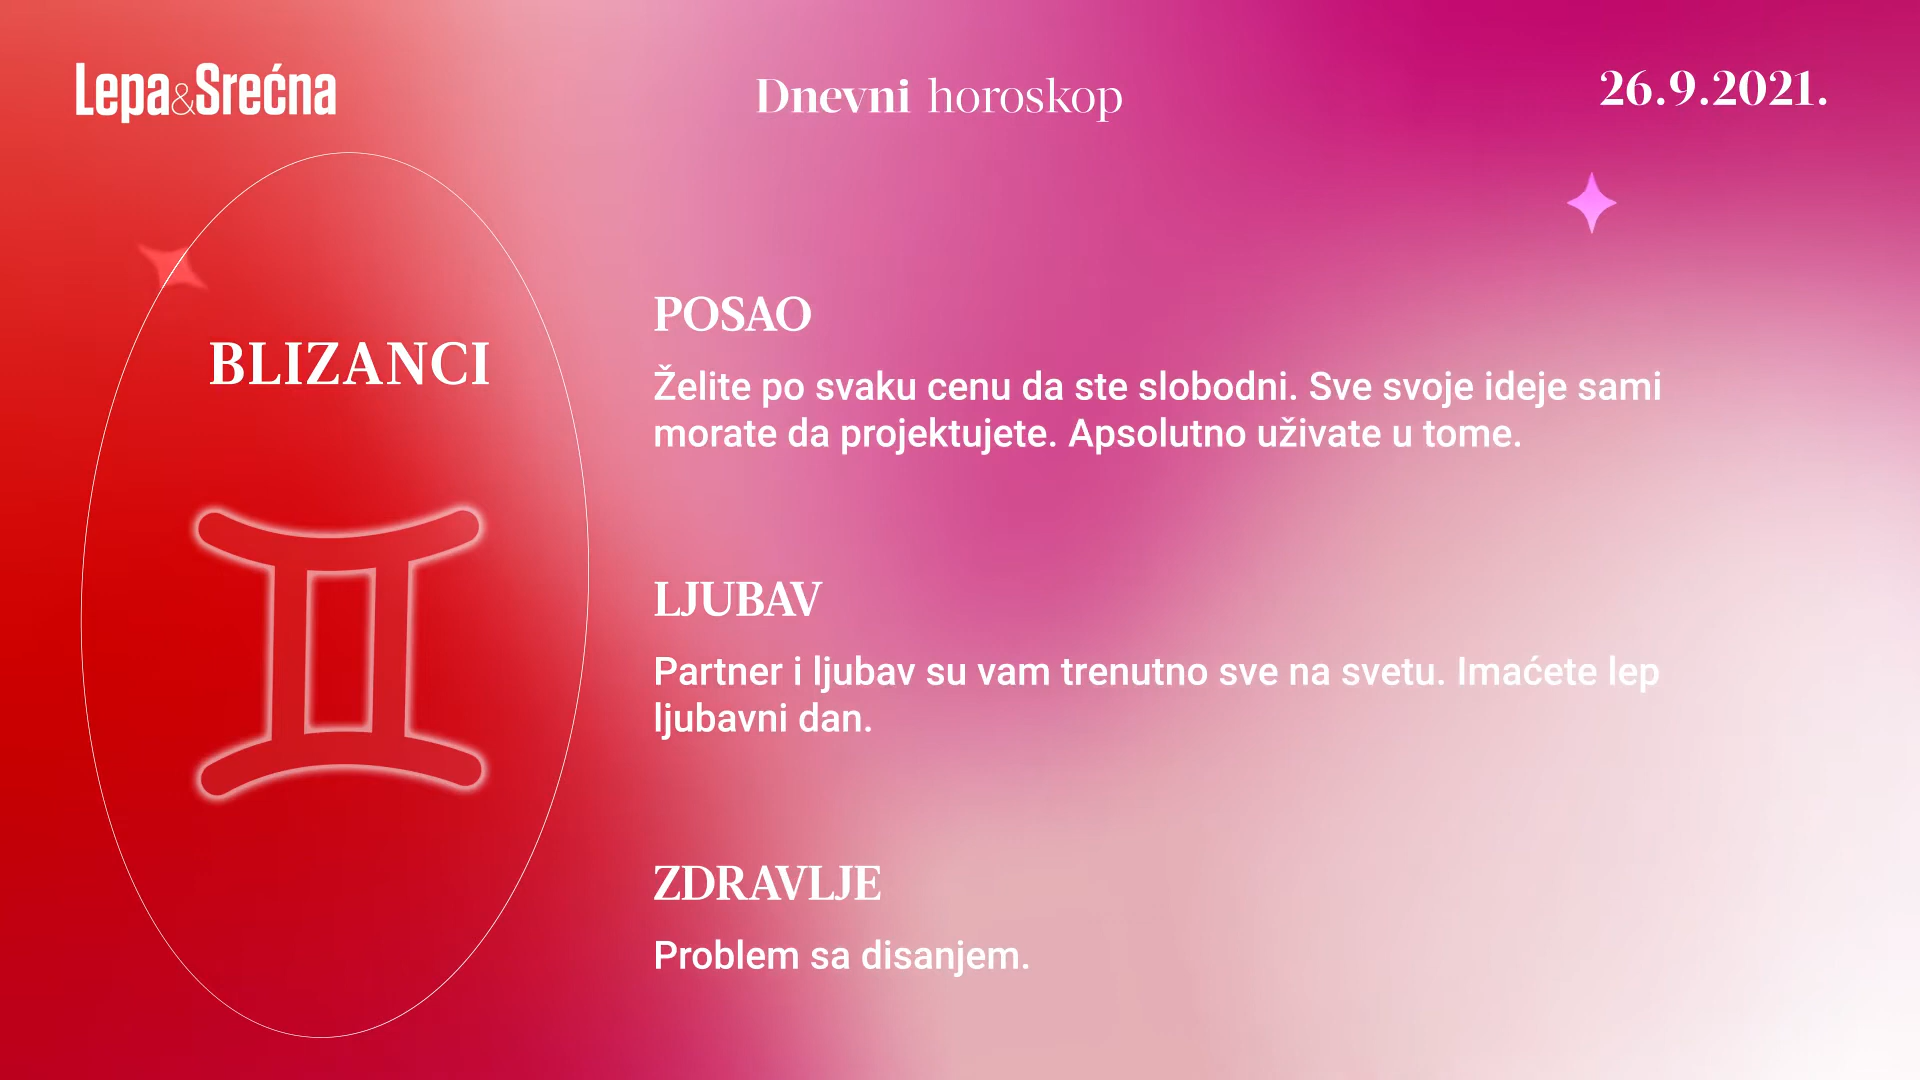 Lepa&Srećna
Dnevni horoskop
26.9.2021.
BLIZANCI
POSAO
Želite po svaku cenu da ste slobodni. Sve svoje ideje sami
morate da projektujete. Apsolutno uživate u tome.
LJUBAV
Partner i ljubav su vam trenutno sve na svetu. Imaćete lep
ljubavni dan.
ZDRAVLJE
Problem sa disanjem.